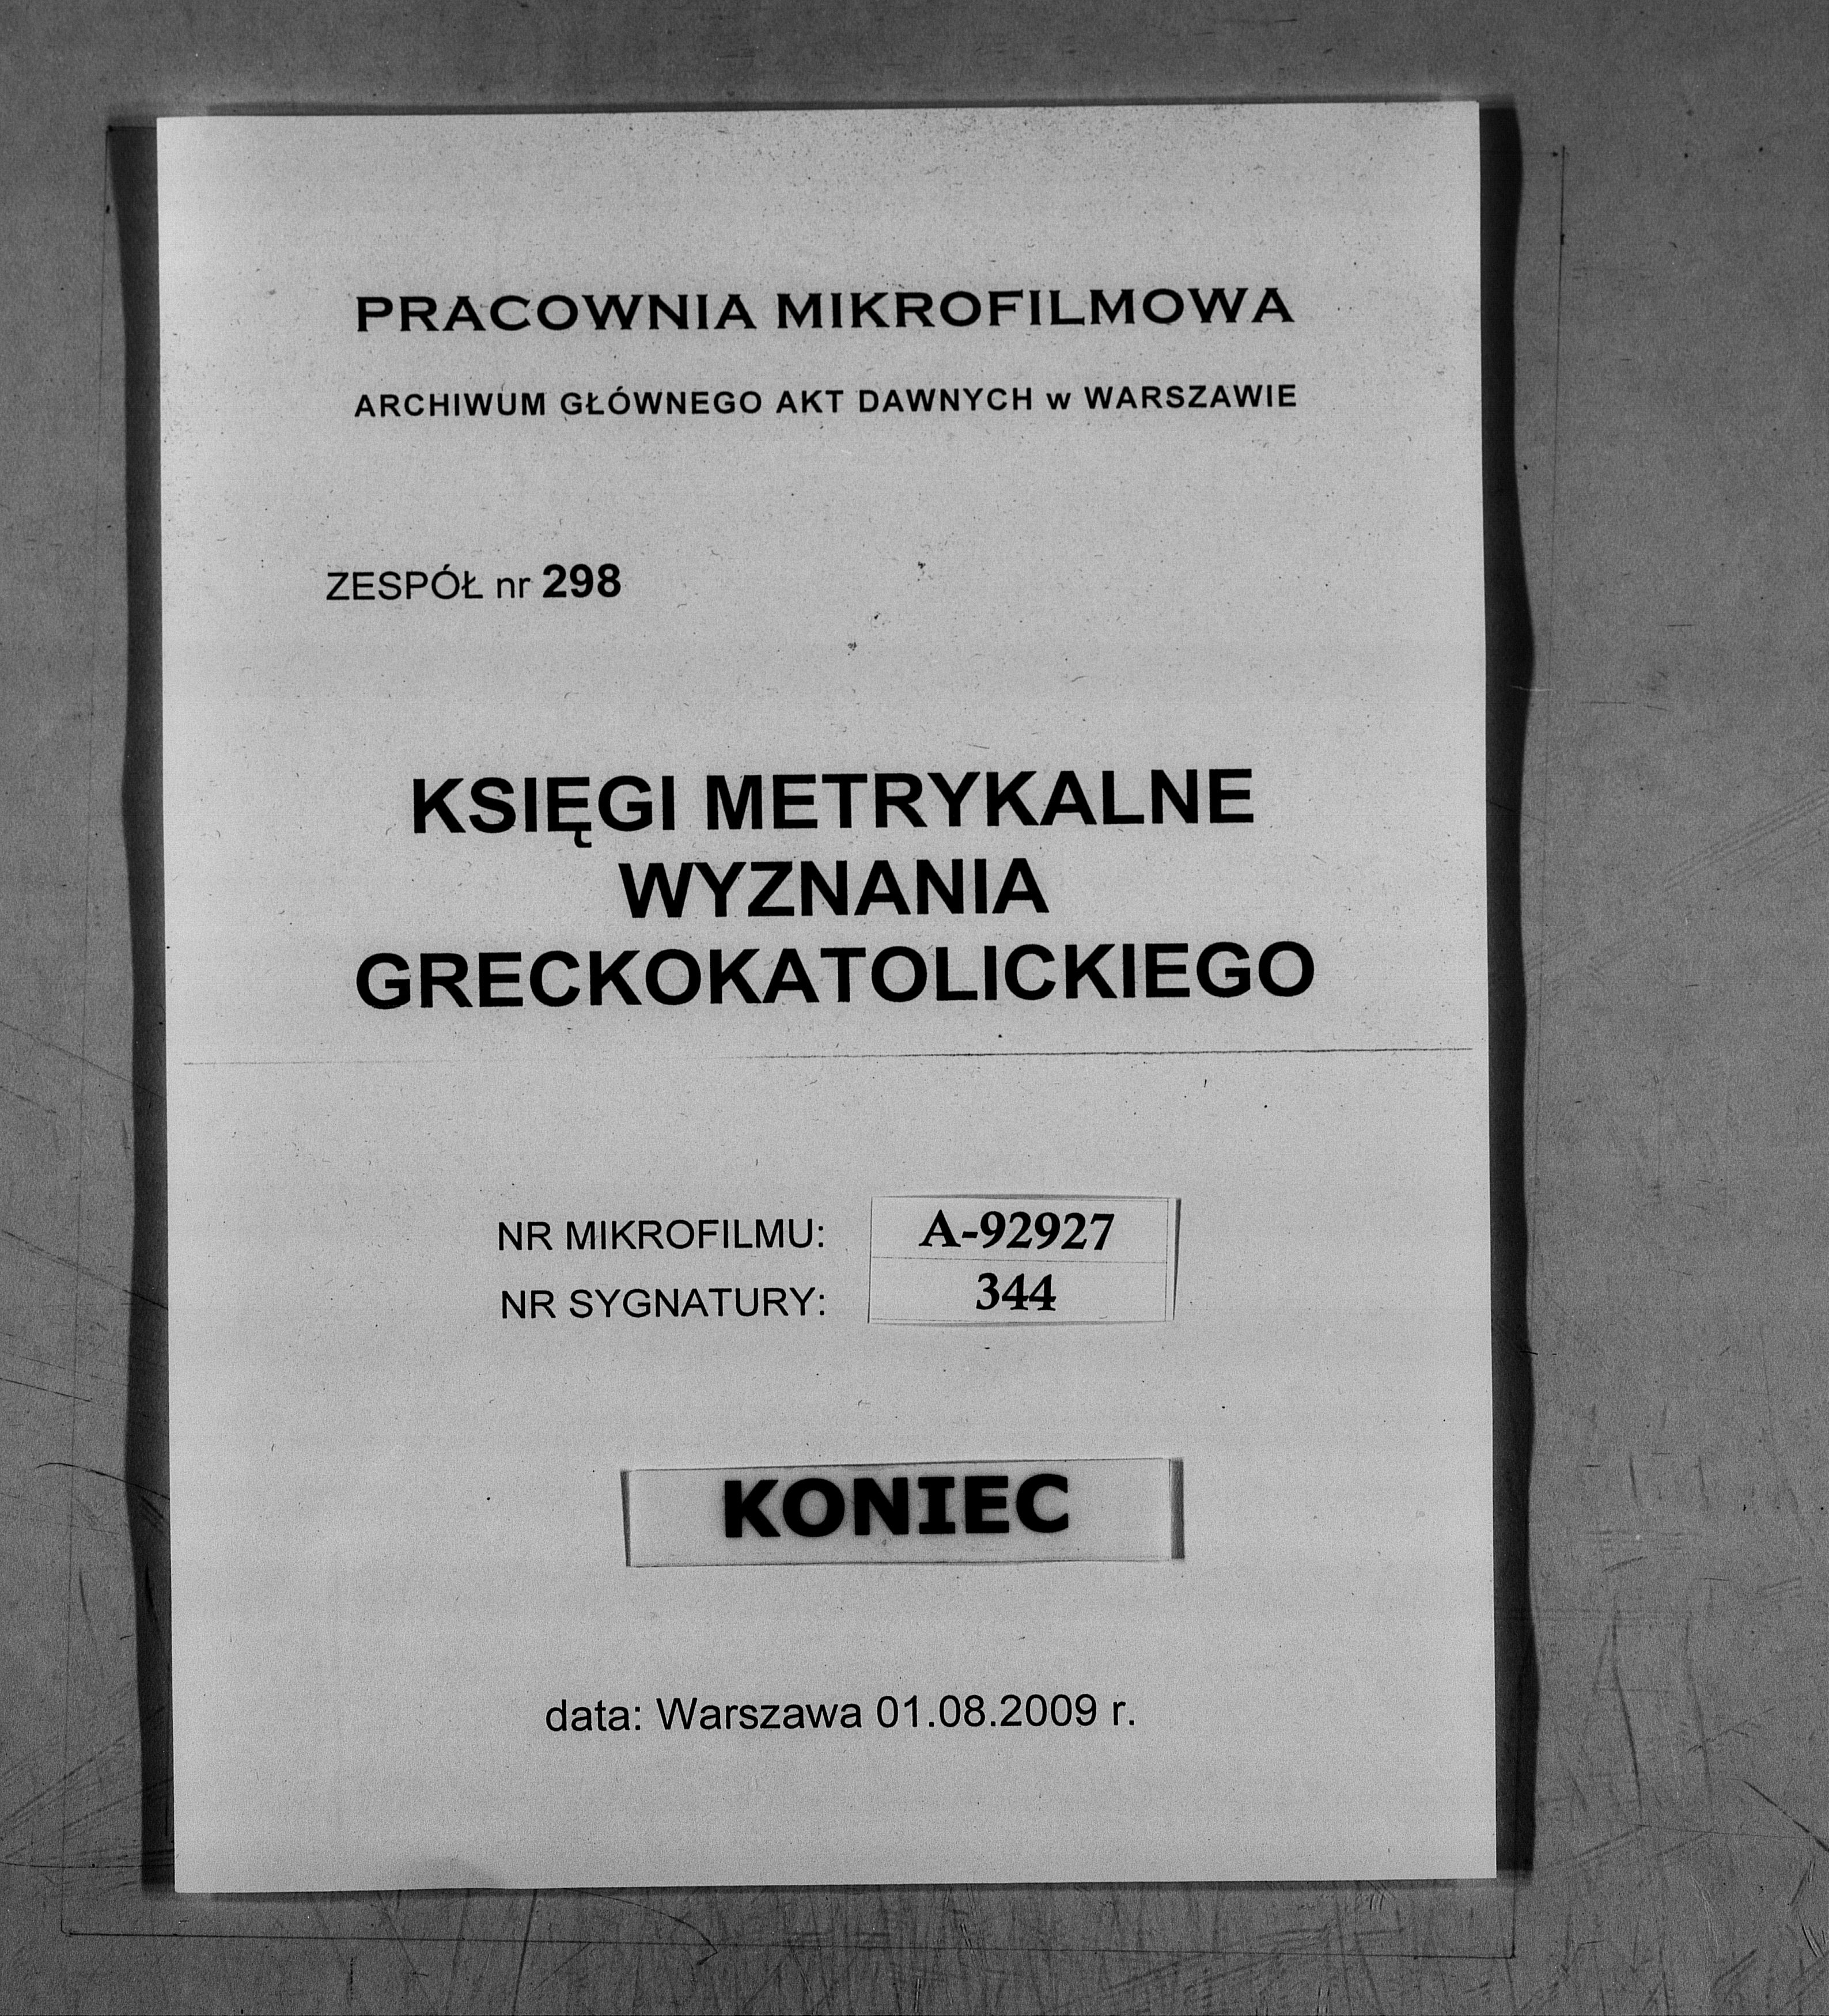 PRACOWNIA MIKROFILMOWA
ARCHIWUM GŁÓWNEGO AKT DAWNYCH w WARSZAWIE
ZESPÓŁ nr 298
KSIĘGI METRYKALNE
WYZNANIA
GRECKOKATOLICKIEGO
NR MIKROFILMU: A-92927
NR SYGNATURY: 344
KONIEC
data: Warszawa 01.08.2009 r.